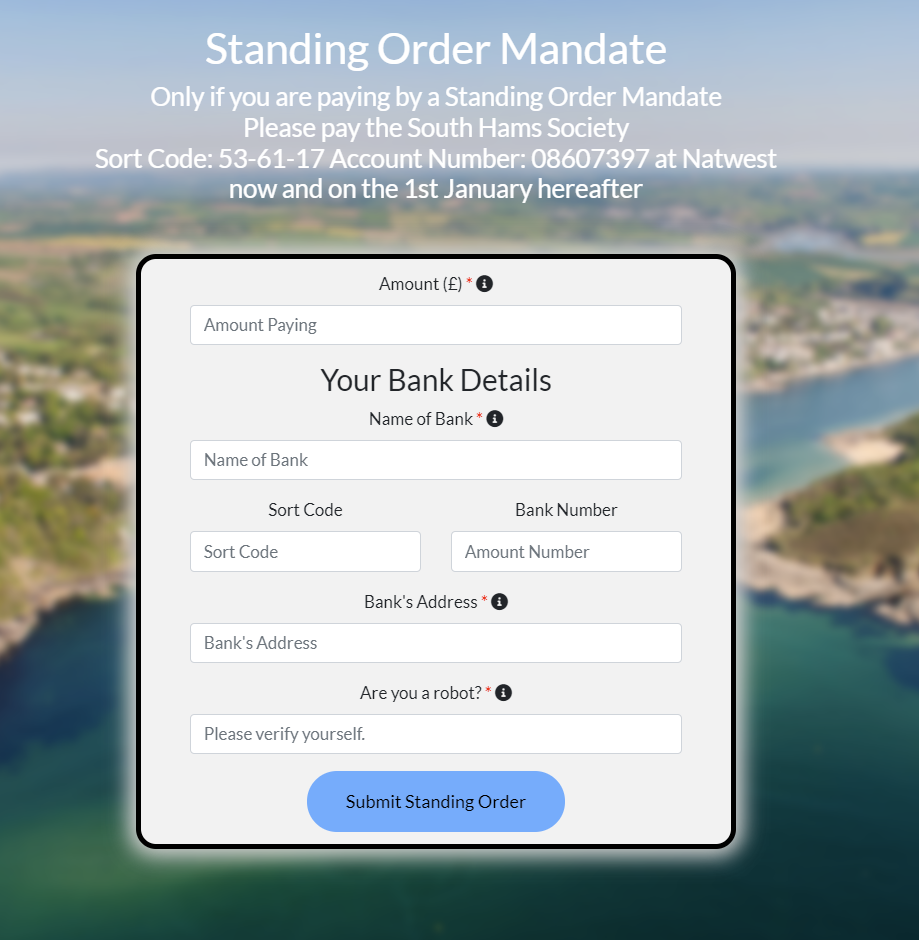 Standing Order Mandate
Only if you are paying by a Standing Order Mandate
Please pay the South Hams Society
Sort Code: 53-61-17 Account Number: 08607397 at Natwest
now and on the 1st January hereafter
Amount (£) *
Amount Paying
Your Bank Details
Name of Bank *
Name of Bank
Sort Code
Bank Number
Sort Code
Amount Number
Bank's Address *
Bank's Address
Are you a robot? *
Please verify yourself.
Submit Standing Order